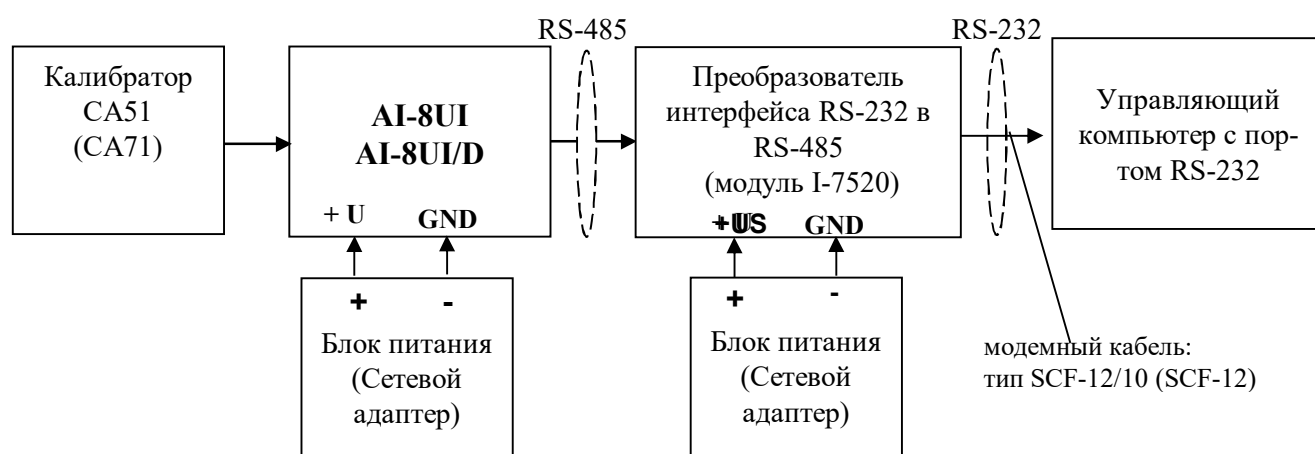 RS-485
RS-232
Калибратор
СА51
(СА71)
AI-8UI
AI-8UI/D
+ U
GND
Преобразователь
интерфейса RS-232 в
RS-485
(модуль I-7520)
GND
Управляющий
компьютер с пор-
том RS-232
+ -
Блок питания
(Сетевой
адаптер)
+ -
Блок питания
(Сетевой
адаптер)
модемный кабель:
тип SCF-12/10 (SCF-12)